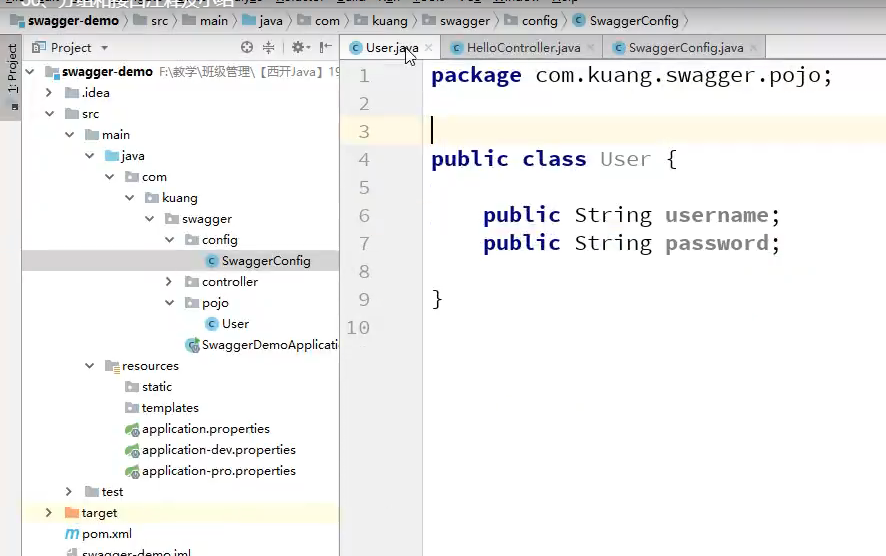 swagger-demo src main java com kuang swagger config SwaggerConfig
1: Project
Project
User.java HelloController.java SwaggerConfig.java
swagger-demo F:\教学\班级管理\【西开Java】19
.idea
src
main
java
com
kuang
swagger
config
SwaggerConfig
controller
pojo
User
SwaggerDemoApplicati
resources
static
templates
application.properties
application-dev.properties
application-pro.properties
test
target
pom.xml
swagger-demo.iml
1 package com.kuang.swagger.pojo;
2
3
4 public class User {
5
6 public String username;
7 public String password;
8
9 }
10